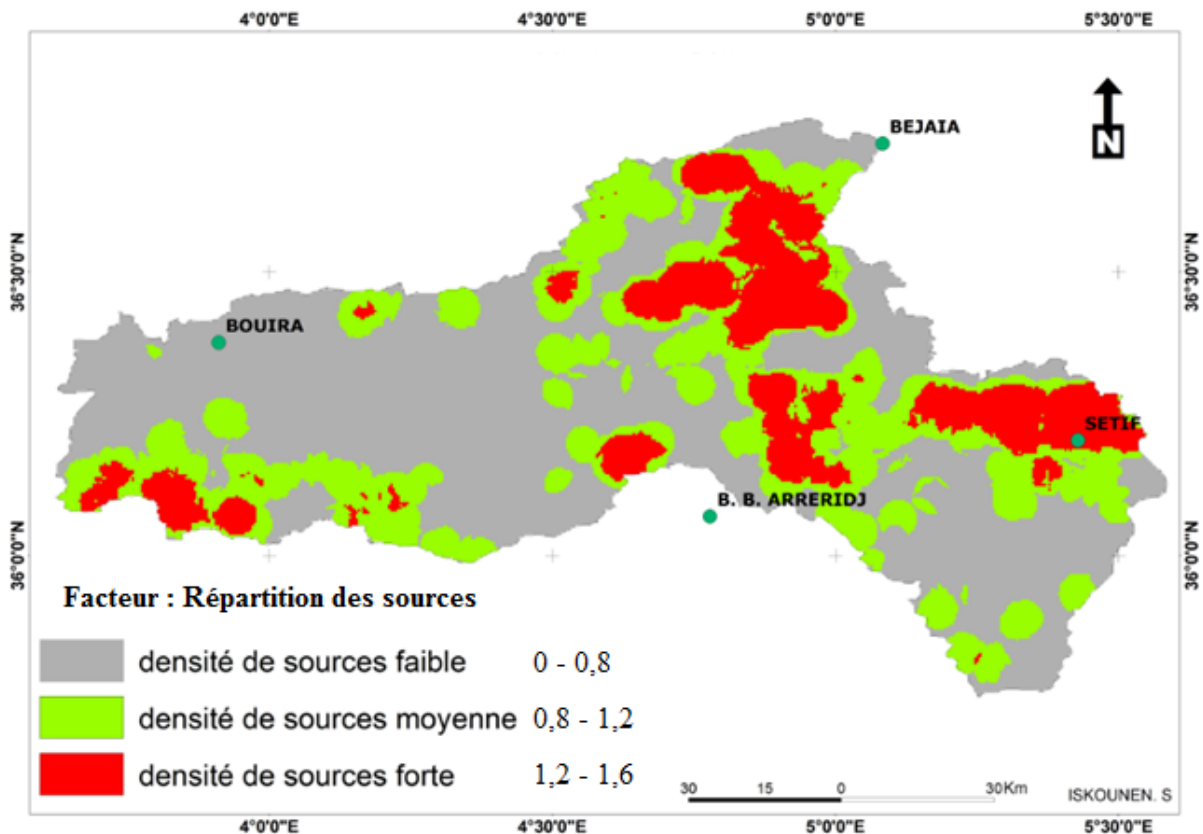 4°0'0"E 4°30'0"E 5°0'0"E 5°30'0"E
N
BEJAIA
36°30'0"N 36°30'0"N
BOUIRA
SETIF
B. B. ARRERIDJ
36°0'0"N 36°0'0"N
Facteur : Répartition des sources
densité de sources faible 0 - 0,8
densité de sources moyenne 0,8 - 1,2
densité de sources forte 1,2 - 1,6
30 15 0 30Km
ISKOUNEN. S
4°0'0"E 4°30'0"E 5°0'0"E 5°30'0"E